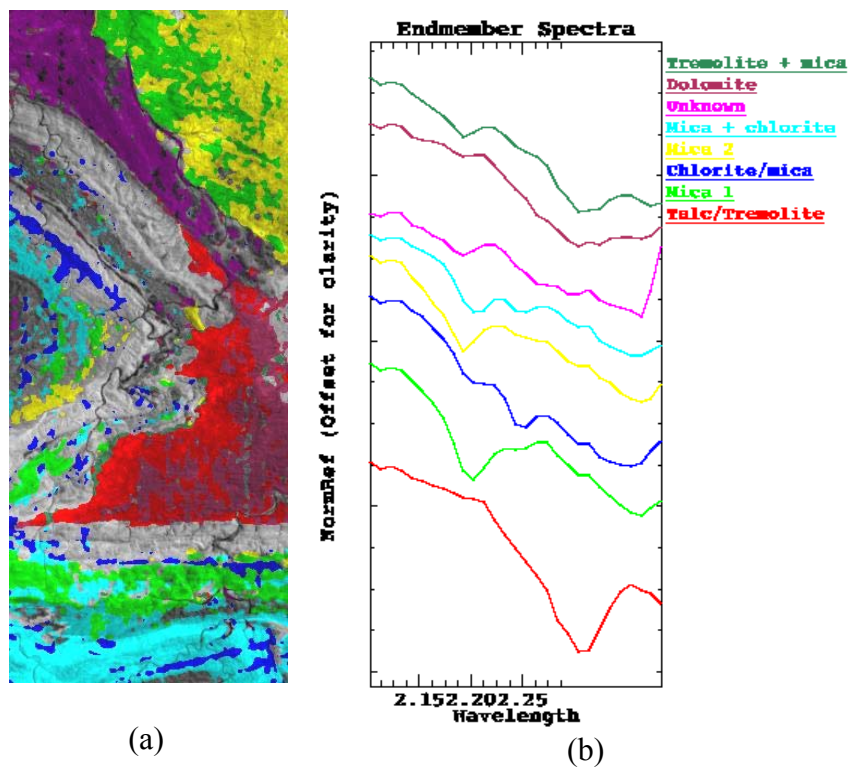 Endmember Spectra
Tremolite + mica
Dolomite
Unknown
Mica + chlorite
Mica 2
Chlorite/mica
Mica 1
Talc/Tremolite
NormRef (Offset for clarity)
2.15 2.20 2.25
Wavelength
(a)
(b)